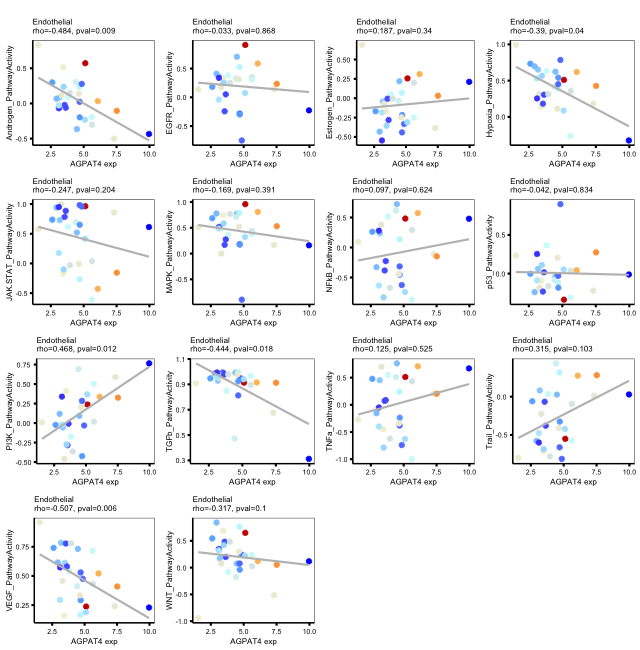 Endothelial
rho=-0.484, pval=0.009
Androgen_PathwayActivity
1.0
0.5
0.0
-0.5
2.5
5.0
7.5
10.0
AGPAT4 exp
Endothelial
rho=-0.033, pval=0.868
EGFR_PathwayActivity
0.5
0.0
-0.5
2.5
5.0
7.5
10.0
AGPAT4 exp
Endothelial
rho=0.187, pval=0.34
Estrogen_PathwayActivity
0.50
0.25
0.00
-0.25
-0.50
2.5
5.0
7.5
10.0
AGPAT4 exp
Endothelial
rho=-0.39, pval=0.04
Hypoxia_PathwayActivity
1.0
0.5
0.0
2.5
5.0
7.5
10.0
AGPAT4 exp
Endothelial
rho=-0.247, pval=0.204
JAK-STAT_PathwayActivity
1.0
0.5
0.0
-0.5
2.5
5.0
7.5
10.0
AGPAT4 exp
Endothelial
rho=-0.169, pval=0.391
MAPK_PathwayActivity
1.0
0.5
0.0
-0.5
2.5
5.0
7.5
10.0
AGPAT4 exp
Endothelial
rho=0.097, pval=0.624
NFkB_PathwayActivity
0.5
0.0
-0.5
2.5
5.0
7.5
10.0
AGPAT4 exp
Endothelial
rho=-0.042, pval=0.834
p53_PathwayActivity
0.5
0.0
2.5
5.0
7.5
10.0
AGPAT4 exp
Endothelial
rho=0.468, pval=0.012
PI3K_PathwayActivity
0.75
0.50
0.25
0.00
-0.25
-0.50
2.5
5.0
7.5
10.0
AGPAT4 exp
Endothelial
rho=-0.444, pval=0.018
TGFb_PathwayActivity
1.1
0.9
0.7
0.5
0.3
2.5
5.0
7.5
10.0
AGPAT4 exp
Endothelial
rho=0.125, pval=0.525
TNFa_PathwayActivity
0.5
0.0
-0.5
-1.0
2.5
5.0
7.5
10.0
AGPAT4 exp
Endothelial
rho=0.315, pval=0.103
Trail_PathwayActivity
0.0
-0.5
2.5
5.0
7.5
10.0
AGPAT4 exp
Endothelial
rho=-0.507, pval=0.006
VEGF_PathwayActivity
0.75
0.50
0.25
2.5
5.0
7.5
10.0
AGPAT4 exp
Endothelial
rho=-0.317, pval=0.1
WNT_PathwayActivity
0.5
0.0
-0.5
-1.0
2.5
5.0
7.5
10.0
AGPAT4 exp